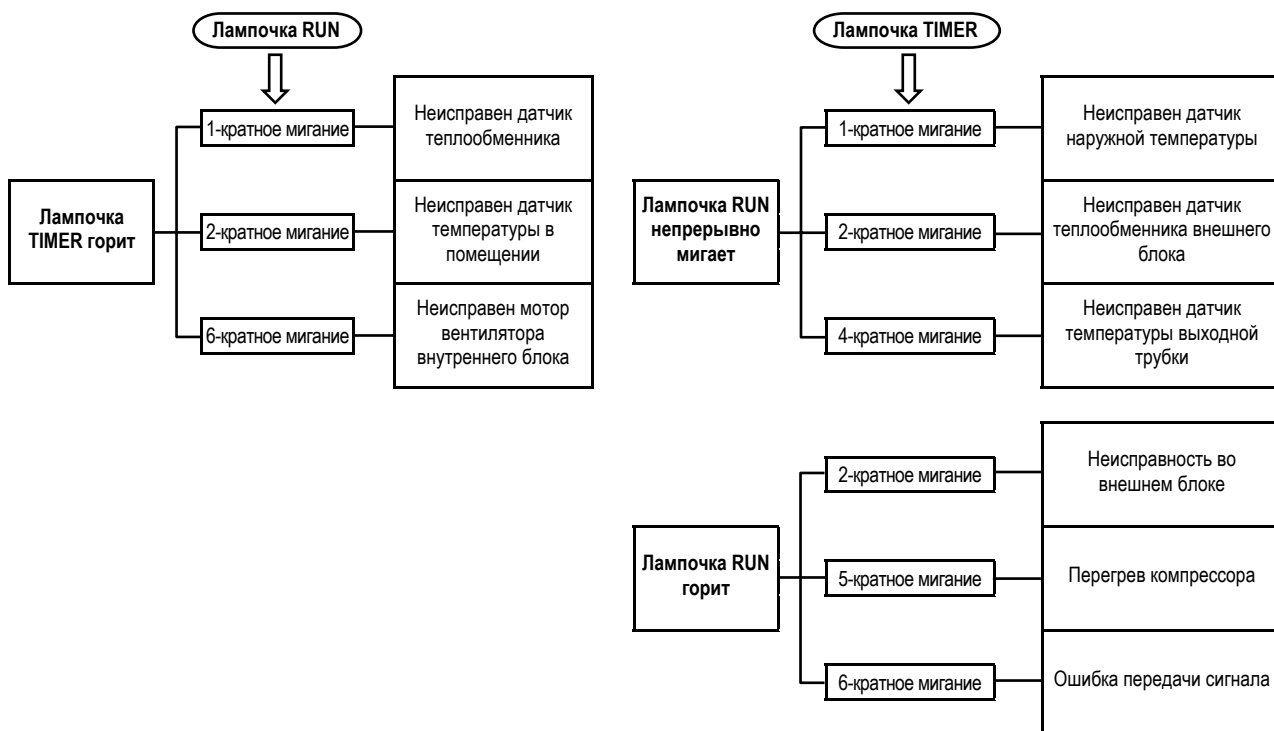 Лампочка RUN
1-кратное мигание
Неисправен датчик
теплообменника
Лампочка
TIMER горит
2-кратное мигание
Неисправен датчик
температуры в
помещении
6-кратное мигание
Неисправен мотор
вентилятора
внутреннего блока
Лампочка TIMER
1-кратное мигание
Неисправен датчик
наружной температуры
Лампочка RUN
непрерывно
мигает
2-кратное мигание
Неисправен датчик
теплообменника внешнего
блока
4-кратное мигание
Неисправен датчик
температуры выходной
трубки
2-кратное мигание
Неисправность во
внешнем блоке
Лампочка RUN
горит
5-кратное мигание
Перегрев компрессора
6-кратное мигание
Ошибка передачи сигнала